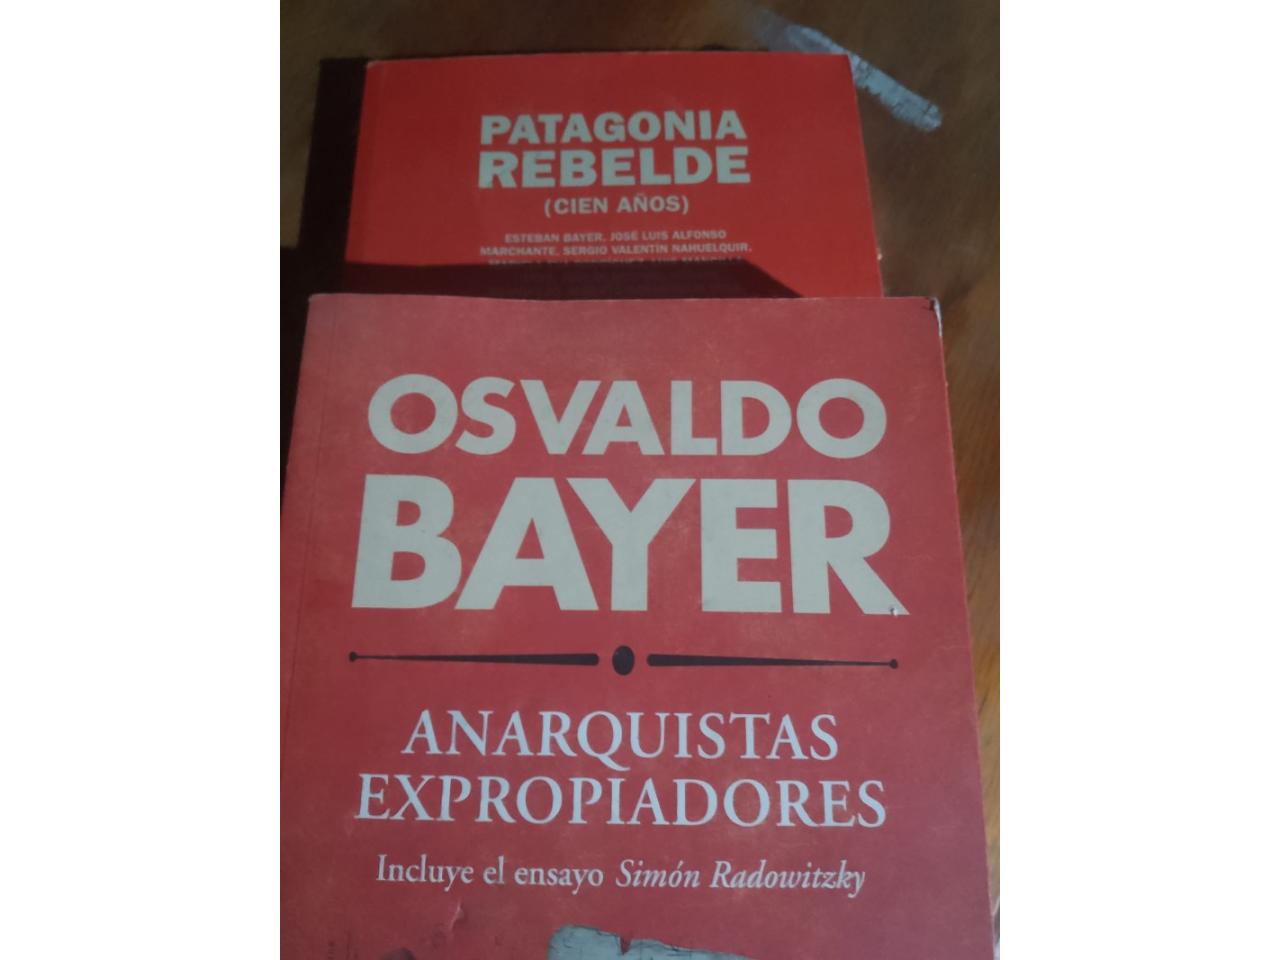 PATAGONIA
REBELDE
(CIEN AÑOS)
ESTEBAN BAYER, JOSÉ LUIS ALFONSO
MARCHANTE, SERGIO VALENTÍN NAHUELQUIR,
OSVALDO
BAYER
ANARQUISTAS
EXPROPIADORES
Incluye el ensayo Simón Radowitzky